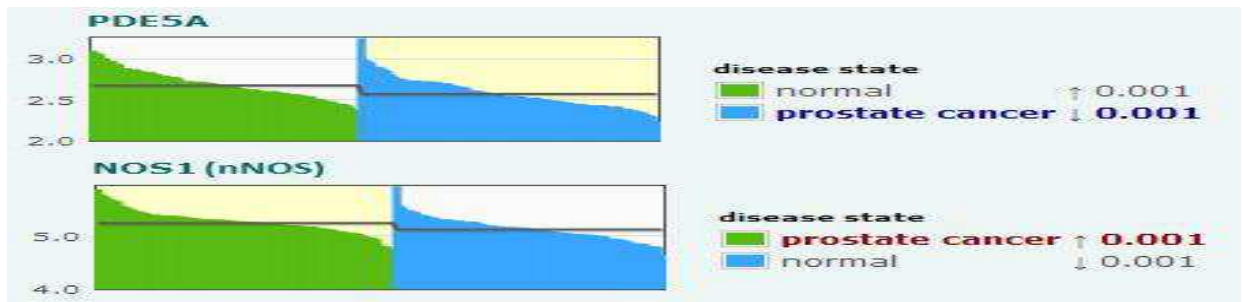 PDE5A
3.0
2.5
2.0
disease state
normal ↑ 0.001
prostate cancer ↓ 0.001
NOS1 (nNOS)
5.0
4.0
disease state
prostate cancer ↑ 0.001
normal ↓ 0.001